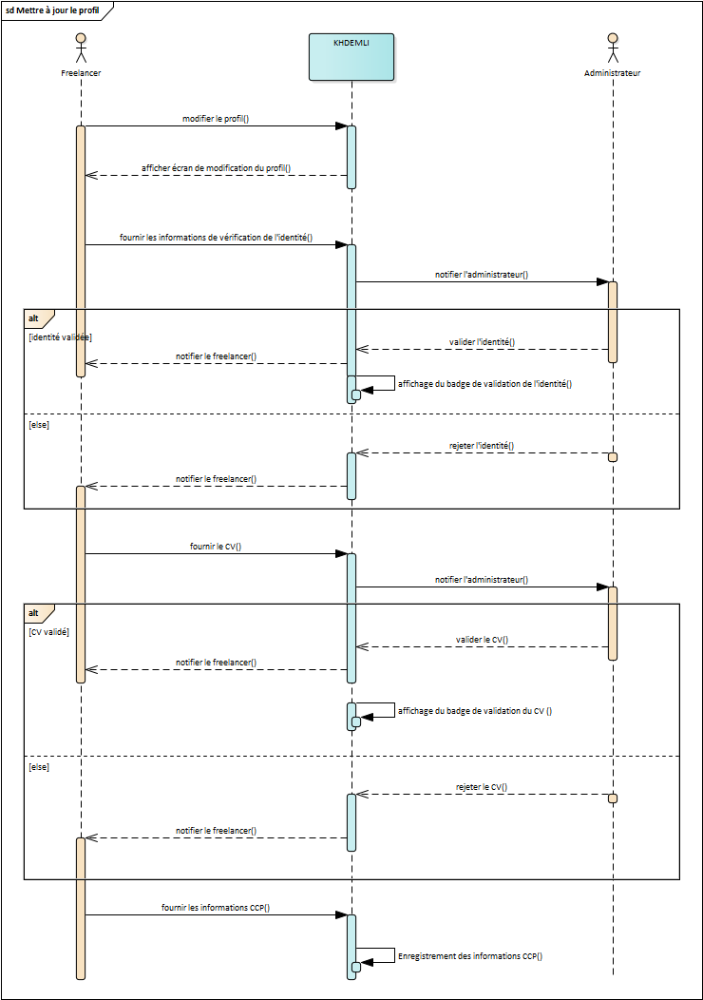 sd Mettre à jour le profil
Freelancer
KHDEMLI
Administrateur
modifier le profil()
afficher écran de modification du profil()
fournir les informations de vérification de l'identité()
notifier l'administrateur()
alt
[identité validée]
valider l'identité()
notifier le freelancer()
affichage du badge de validation de l'identité()
[else]
rejeter l'identité()
notifier le freelancer()
fournir le CV()
notifier l'administrateur()
alt
[CV validé]
valider le CV()
notifier le freelancer()
affichage du badge de validation du CV ()
[else]
rejeter le CV()
notifier le freelancer()
fournir les informations CCP()
Enregistrement des informations CCP()